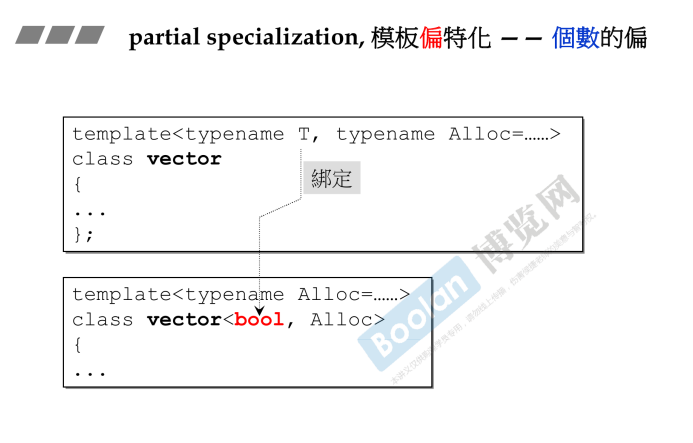 partial specialization, 模板偏特化 —— 個數的偏
template<typename T, typename Alloc=……>
class vector
綁定
{
...
};
template<typename Alloc=……>
class vector<bool, Alloc>
{
...
Boolan 博览网